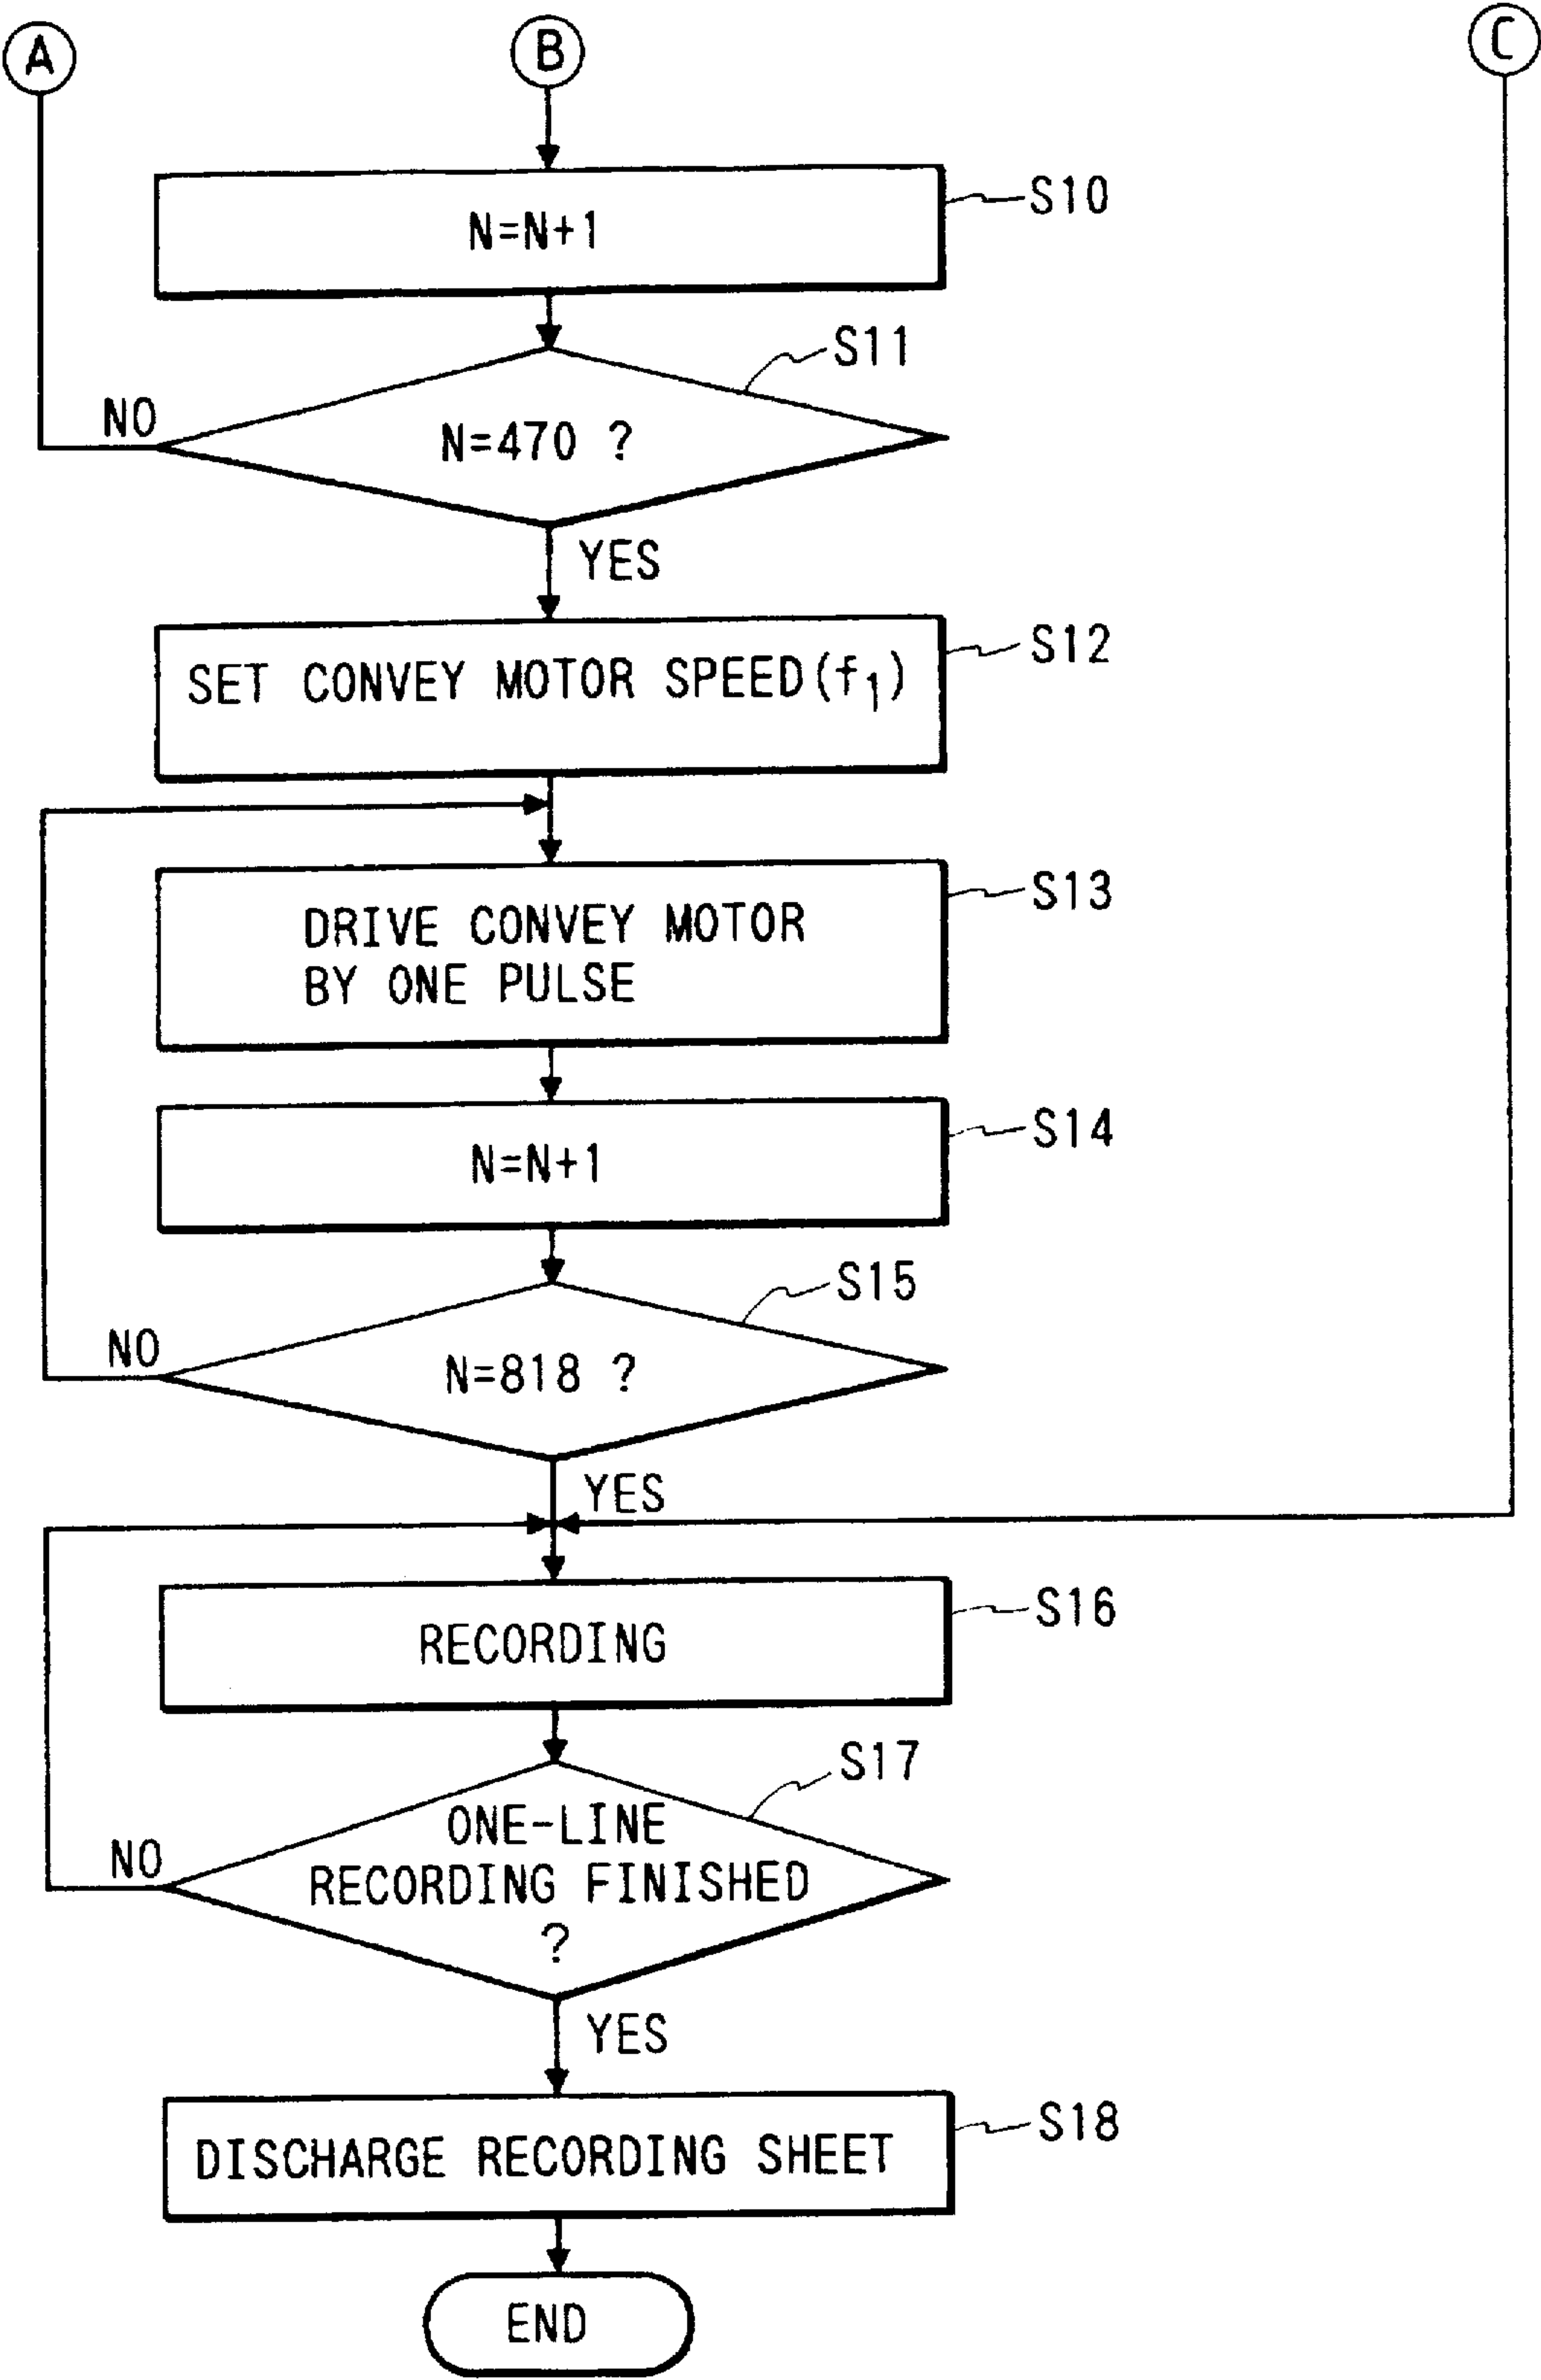 A
B
C
N=N+1
S10
S11
NO
N=470 ?
YES
S12
SET CONVEY MOTOR SPEED(f₁)
S13
DRIVE CONVEY MOTOR
BY ONE PULSE
S14
N=N+1
S15
NO
N=818 ?
YES
S16
RECORDING
S17
ONE-LINE
NO
RECORDING FINISHED
?
YES
S18
DISCHARGE RECORDING SHEET
END